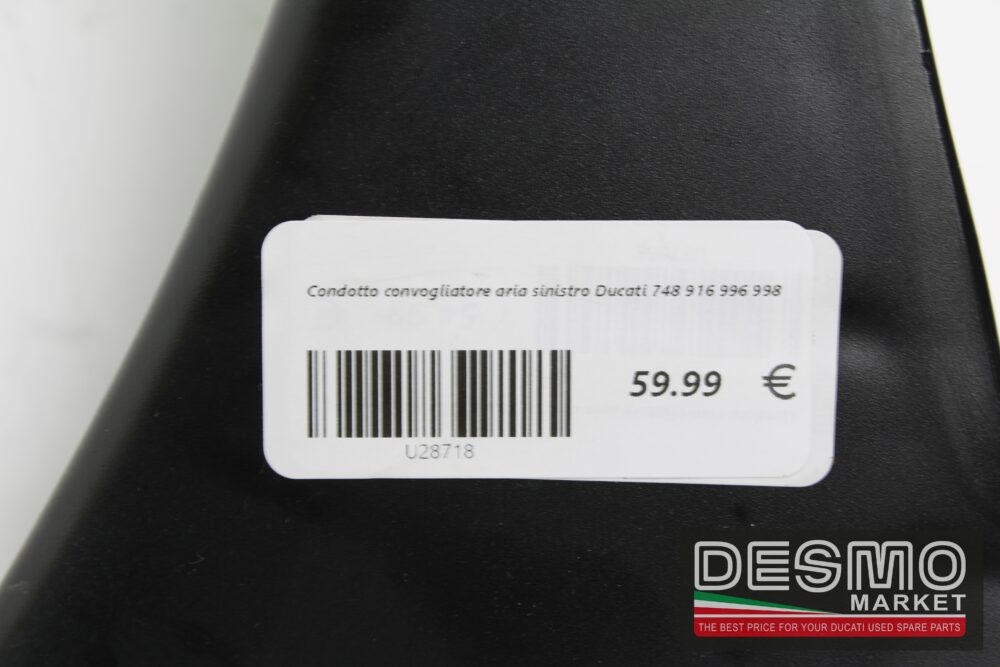 Condotto convogliatore aria sinistro Ducati 748 916 996 998
59.99 €
U28718
DESMO
MARKET
THE BEST PRICE FOR YOUR DUCATI USED SPARE PARTS